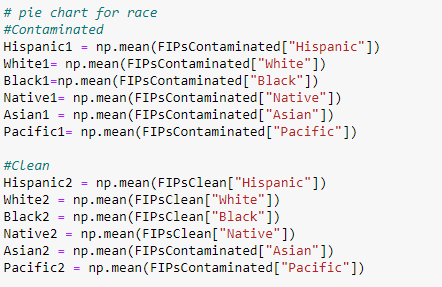 # pie chart for race
#Contaminated
Hispanic1 = np.mean(FIPsContaminated["Hispanic"])
White1= np.mean(FIPsContaminated["White"])
Black1=np.mean(FIPsContaminated["Black"])
Native1= np.mean(FIPsContaminated["Native"])
Asian1 = np.mean(FIPsContaminated["Asian"])
Pacific1= np.mean(FIPsContaminated["Pacific"])

#Clean
Hispanic2 = np.mean(FIPsClean["Hispanic"])
White2 = np.mean(FIPsClean["White"])
Black2 = np.mean(FIPsClean["Black"])
Native2 = np.mean(FIPsClean["Native"])
Asian2 = np.mean(FIPsContaminated["Asian"])
Pacific2 = np.mean(FIPsContaminated["Pacific"])